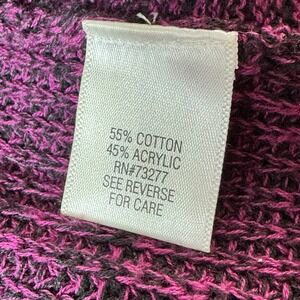 55% COTTON
45% ACRYLIC
RN#73277
SEE REVERSE
FOR CARE